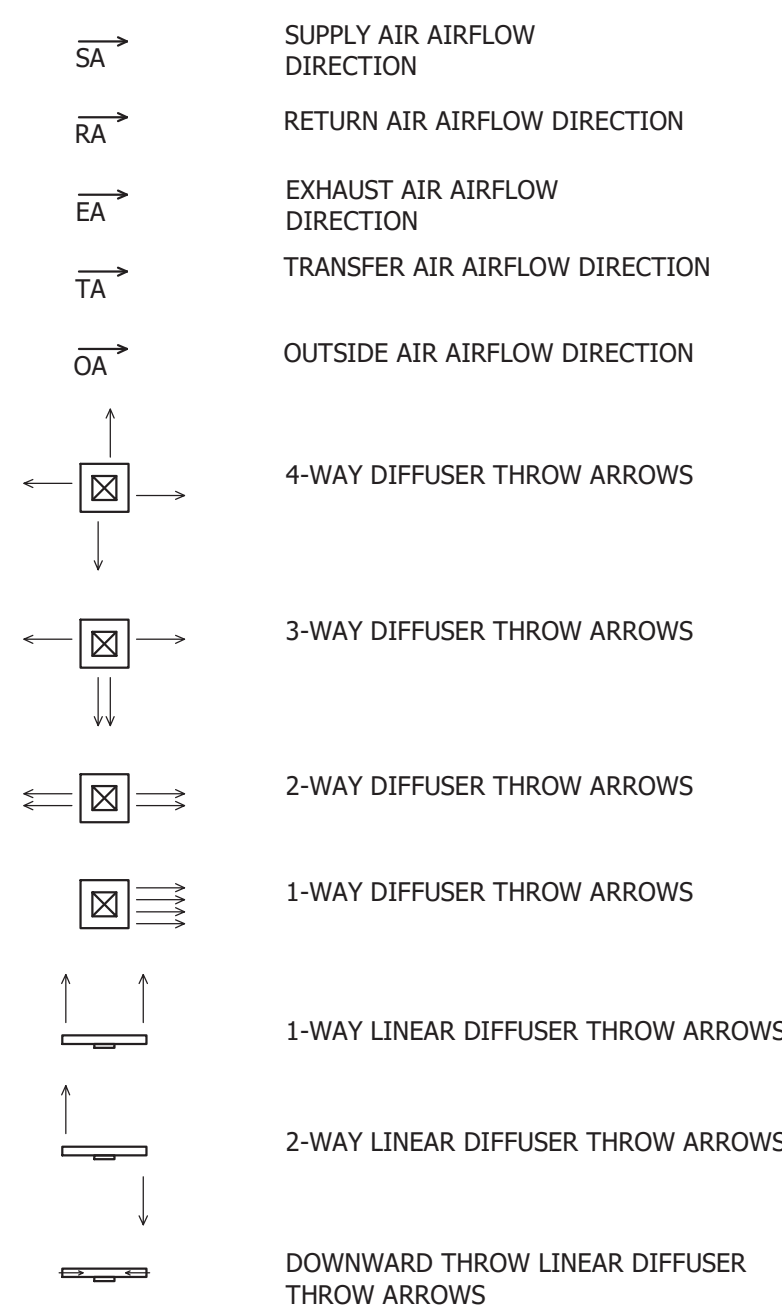 SA
SUPPLY AIR AIRFLOW
DIRECTION
RA
RETURN AIR AIRFLOW DIRECTION
EA
EXHAUST AIR AIRFLOW
DIRECTION
TA
TRANSFER AIR AIRFLOW DIRECTION
OA
OUTSIDE AIR AIRFLOW DIRECTION
4-WAY DIFFUSER THROW ARROWS
3-WAY DIFFUSER THROW ARROWS
2-WAY DIFFUSER THROW ARROWS
1-WAY DIFFUSER THROW ARROWS
1-WAY LINEAR DIFFUSER THROW ARROWS
2-WAY LINEAR DIFFUSER THROW ARROWS
DOWNWARD THROW LINEAR DIFFUSER
THROW ARROWS